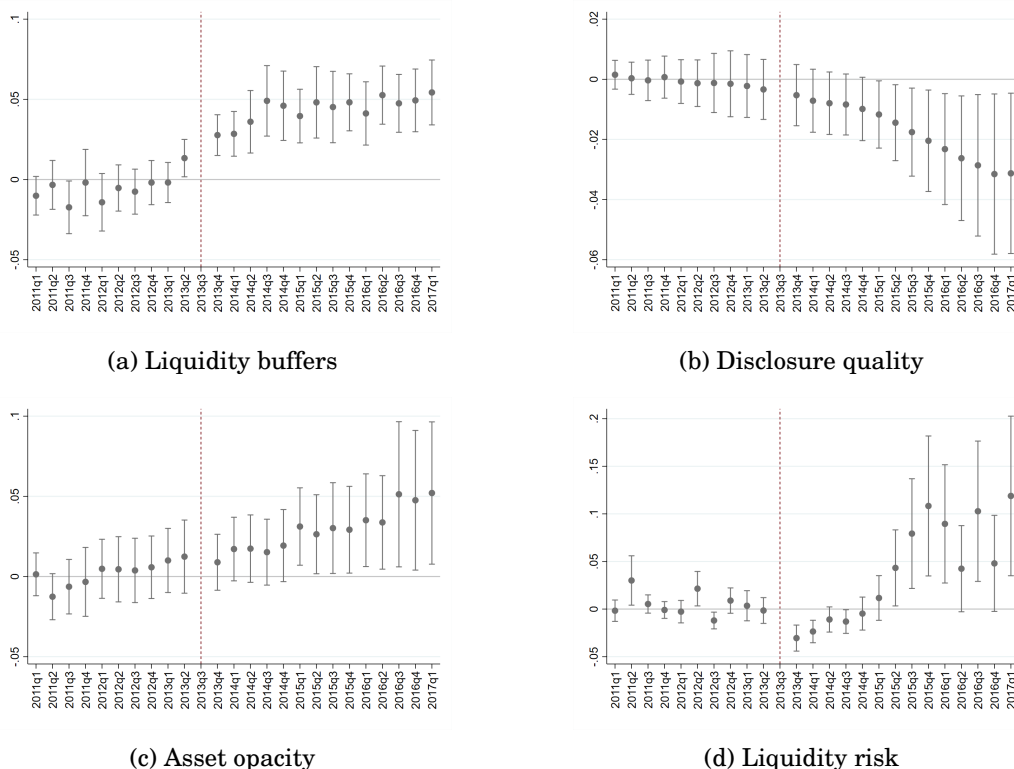 .1
.05
0
-.05
2011q1 2011q2 2011q3 2011q4 2012q1 2012q2 2012q3 2012q4 2013q1 2013q2 2013q3 2013q4 2014q1 2014q2 2014q3 2014q4 2015q1 2015q2 2015q3 2015q4 2016q1 2016q2 2016q3 2016q4 2017q1
(a) Liquidity buffers
.02
0
-.02
-.04
-.06
2011q1 2011q2 2011q3 2011q4 2012q1 2012q2 2012q3 2012q4 2013q1 2013q2 2013q3 2013q4 2014q1 2014q2 2014q3 2014q4 2015q1 2015q2 2015q3 2015q4 2016q1 2016q2 2016q3 2016q4 2017q3
(b) Disclosure quality
.1
.05
0
-.05
2011q1 2011q2 2011q3 2011q4 2012q1 2012q2 2012q3 2012q4 2013q1 2013q2 2013q3 2013q4 2014q1 2014q2 2014q3 2014q4 2015q1 2015q2 2015q3 2015q4 2016q1 2016q2 2016q3 2016q4 2017q1
(c) Asset opacity
.2
.15
.1
.05
0
-.05
2011q1 2011q2 2011q3 2011q4 2012q1 2012q2 2012q3 2012q4 2013q1 2013q2 2013q3 2013q4 2014q1 2014q2 2014q3 2014q4 2015q1 2015q2 2015q3 2015q4 2016q1 2016q2 2016q3 2016q4 2017q1
(d) Liquidity risk